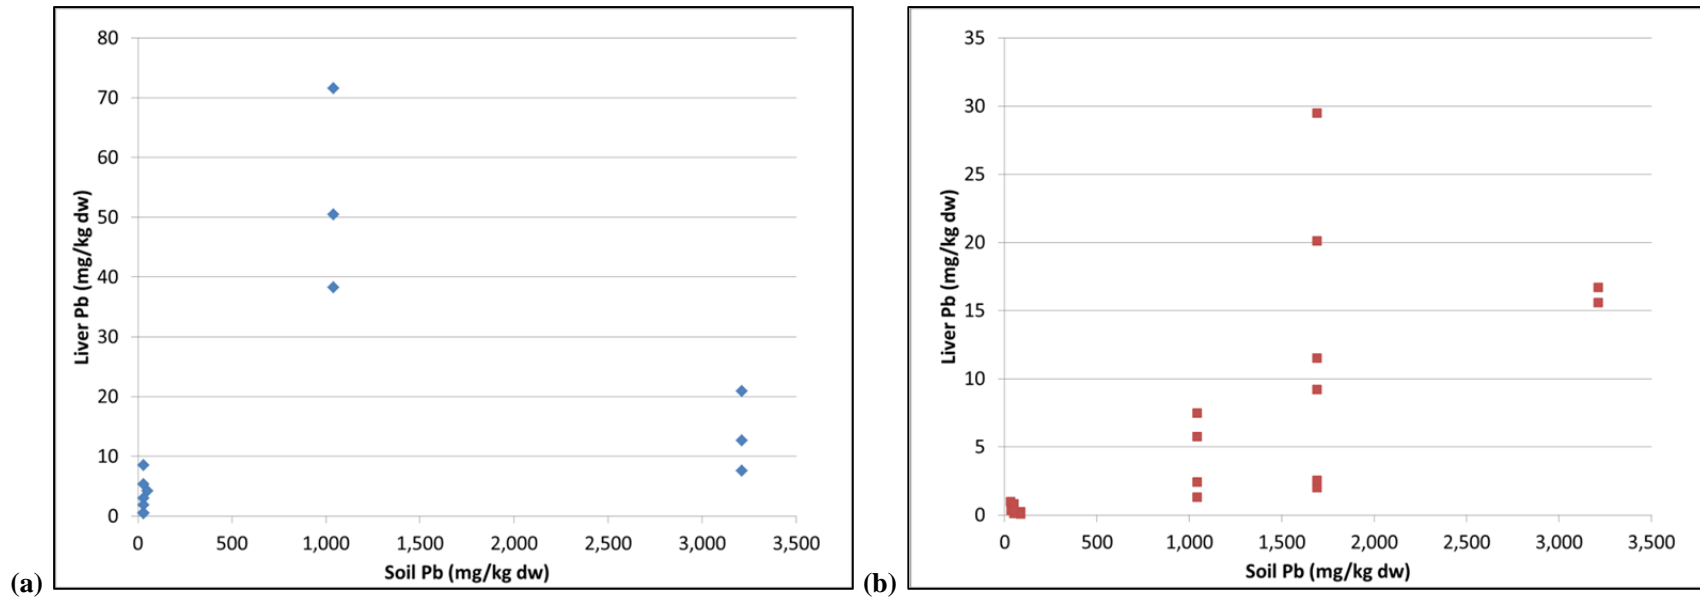 80
70
60
50
40
30
20
10
0
Liver Pb (mg/kg dw)
0 500 1,000 1,500 2,000 2,500 3,000 3,500
Soil Pb (mg/kg dw)
(a)
35
30
25
20
15
10
5
0
Liver Pb (mg/kg dw)
0 500 1,000 1,500 2,000 2,500 3,000 3,500
Soil Pb (mg/kg dw)
(b)